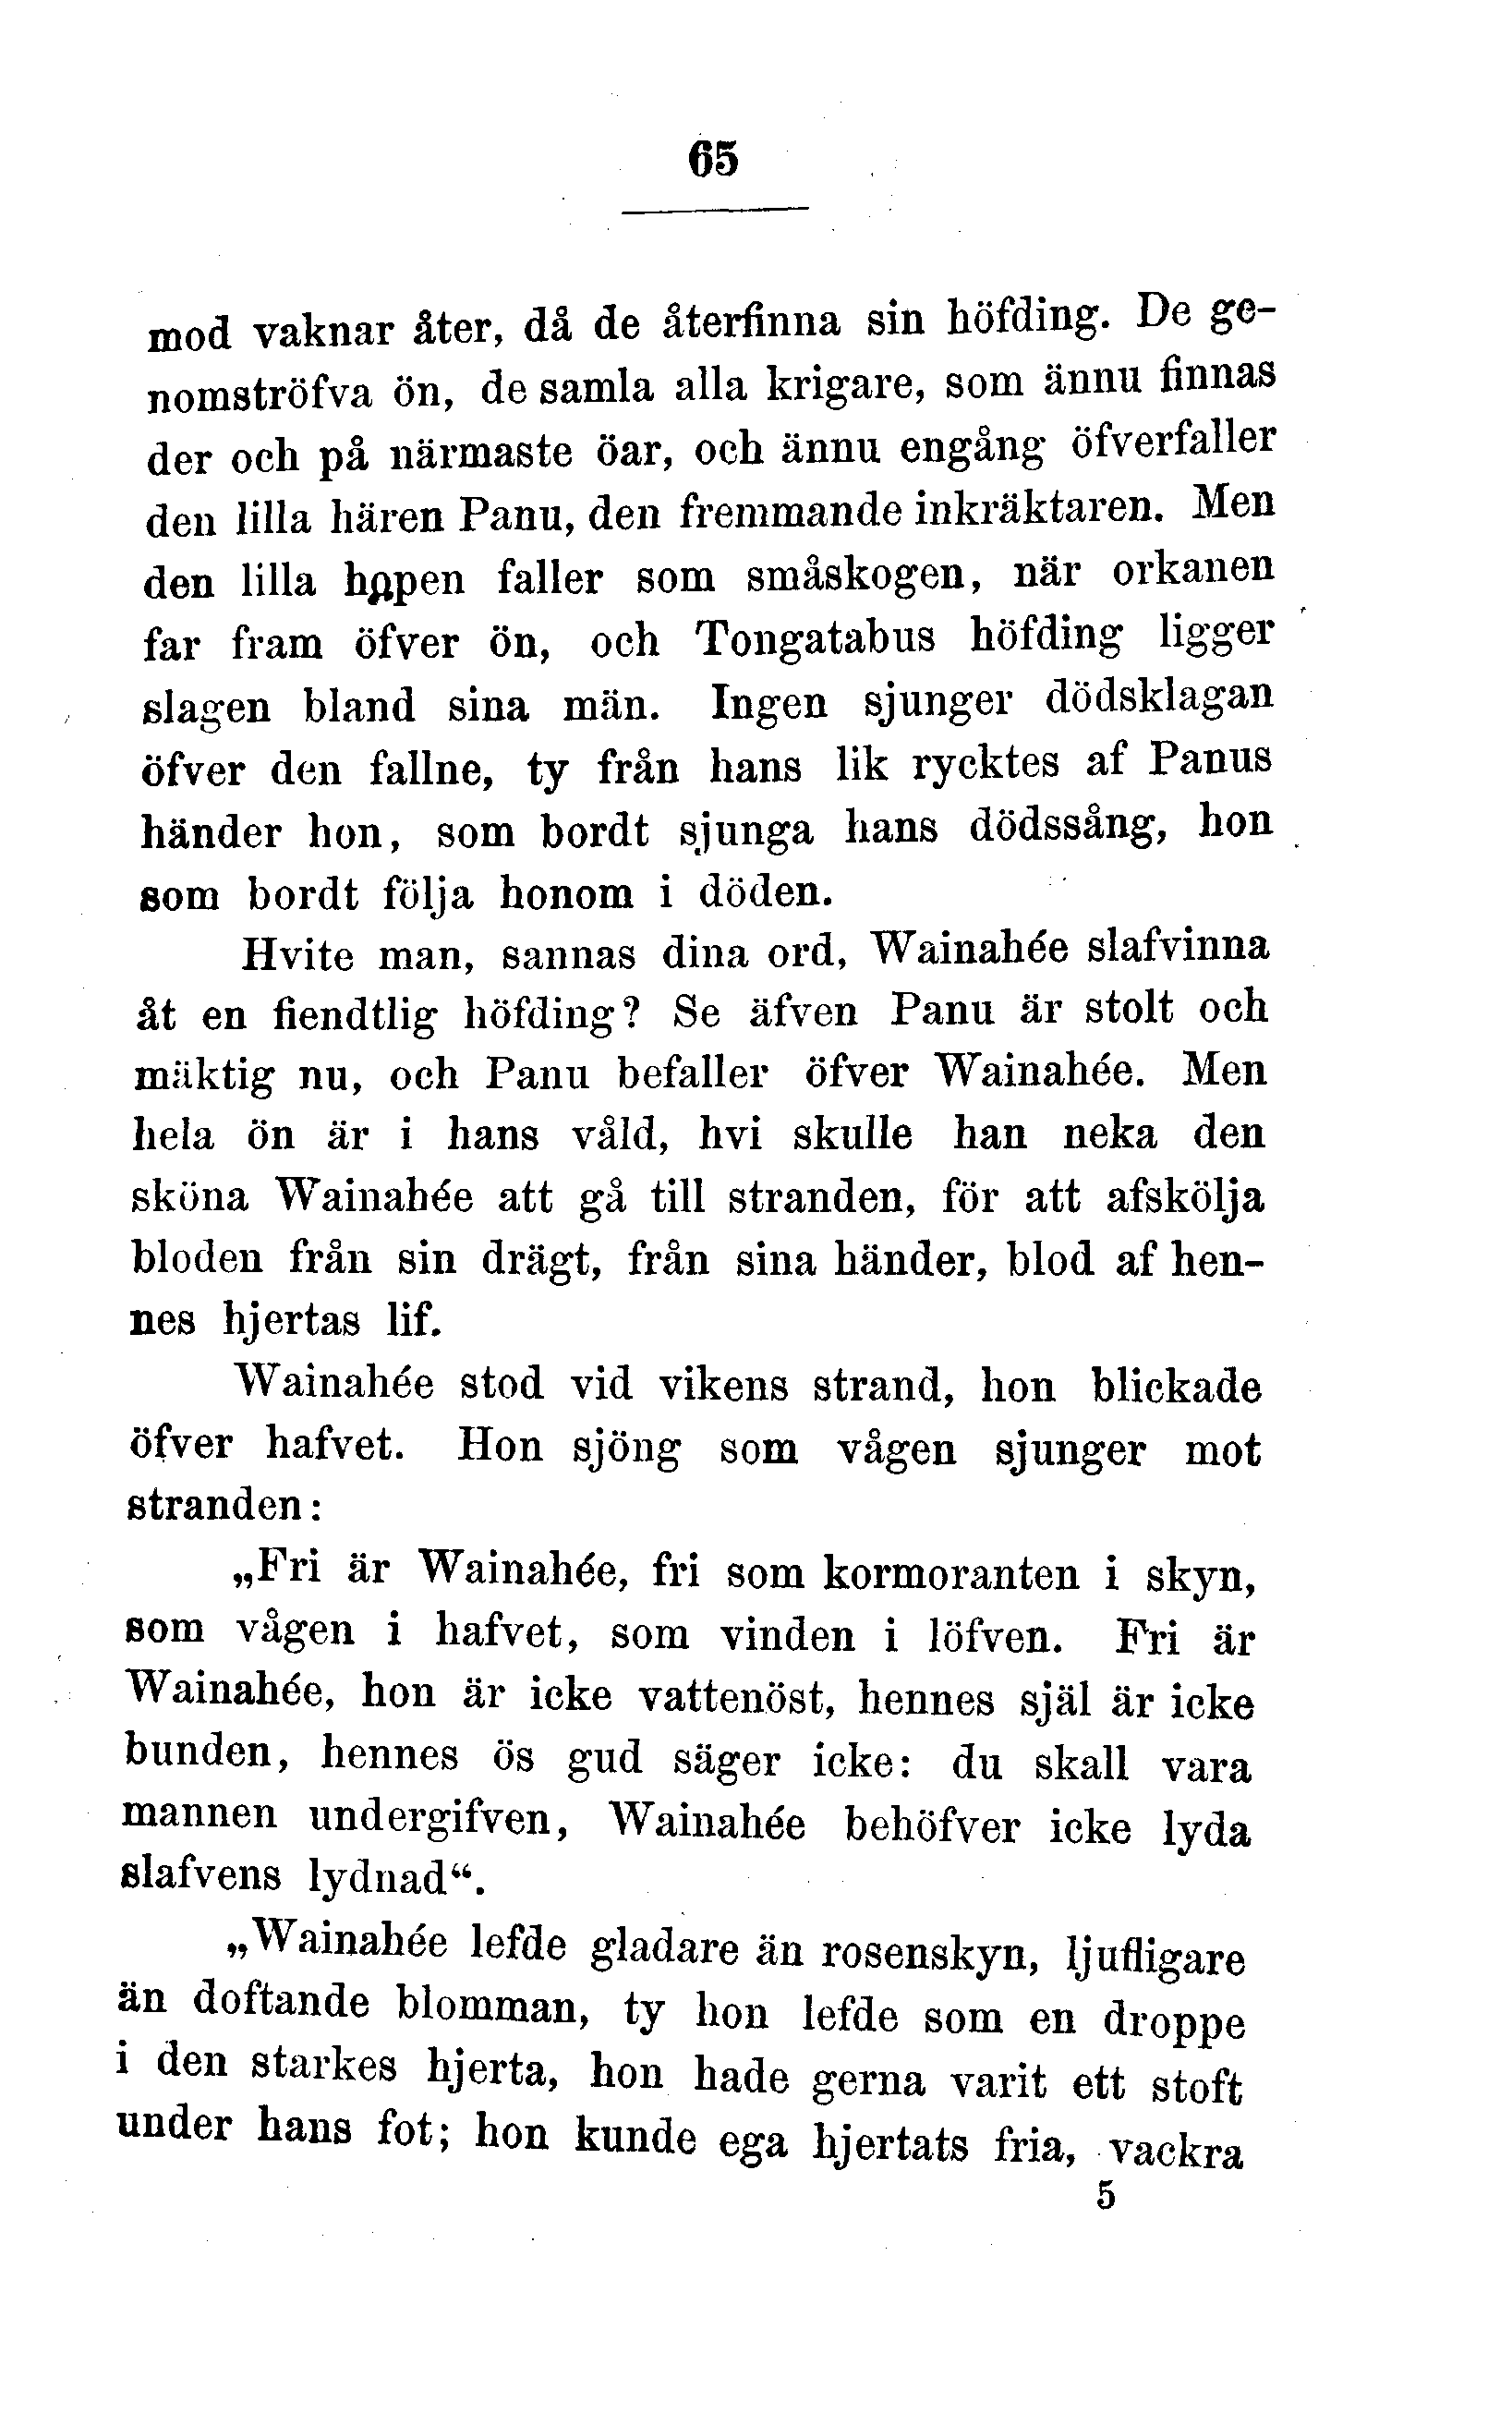 65
mod vaknar åter, då de återfinna sin höfding. De ge-
nomströfva ön, de samla alla krigare, som ännu finnas
der och på närmaste öar, och ännu engång öfverfaller
den lilla hären Panu, den fremmande inkräktaren. Men
den lilla hopen faller som småskogen, när orkanen
far fram öfver ön, och Tongatabus höfding ligger
slagen bland sina män. Ingen sjunger dödsklagan
öfver den fallne, ty från hans lik rycktes af Panus
händer hon, som bordt sjunga hans dödssång, hon
som bordt följa honom i döden.
Hvite man, sannas dina ord, Wainahée slafvinna
åt en fiendtlig höfding? Se äfven Panu är stolt och
mäktig nu, och Panu befaller öfver Wainahée. Men
hela ön är i hans våld, hvi skulle han neka den
sköna Wainahée att gå till stranden, för att afskölja
bloden från sin drägt, från sina händer, blod af hen-
nes hjertas lif.
Wainahée stod vid vikens strand, hon blickade
öfver hafvet. Hon sjöng som vågen sjunger mot
stranden:
„Fri är Wainahée, fri som kormoranten i skyn,
som vågen i hafvet, som vinden i löfven. Fri är
Wainahée, hon är icke vattenöst, hennes själ är icke
bunden, hennes ös gud säger icke: du skall vara
mannen undergifven, Wainahée behöfver icke lyda
slafvens lydnad“.
„Wainahée lefde gladare än rosenskyn, ljufligare
än doftande blomman, ty hon lefde som en droppe
i den starkes hjerta, hon hade gerna varit ett stoft
under hans fot; hon kunde ega hjertats fria, vackra
5